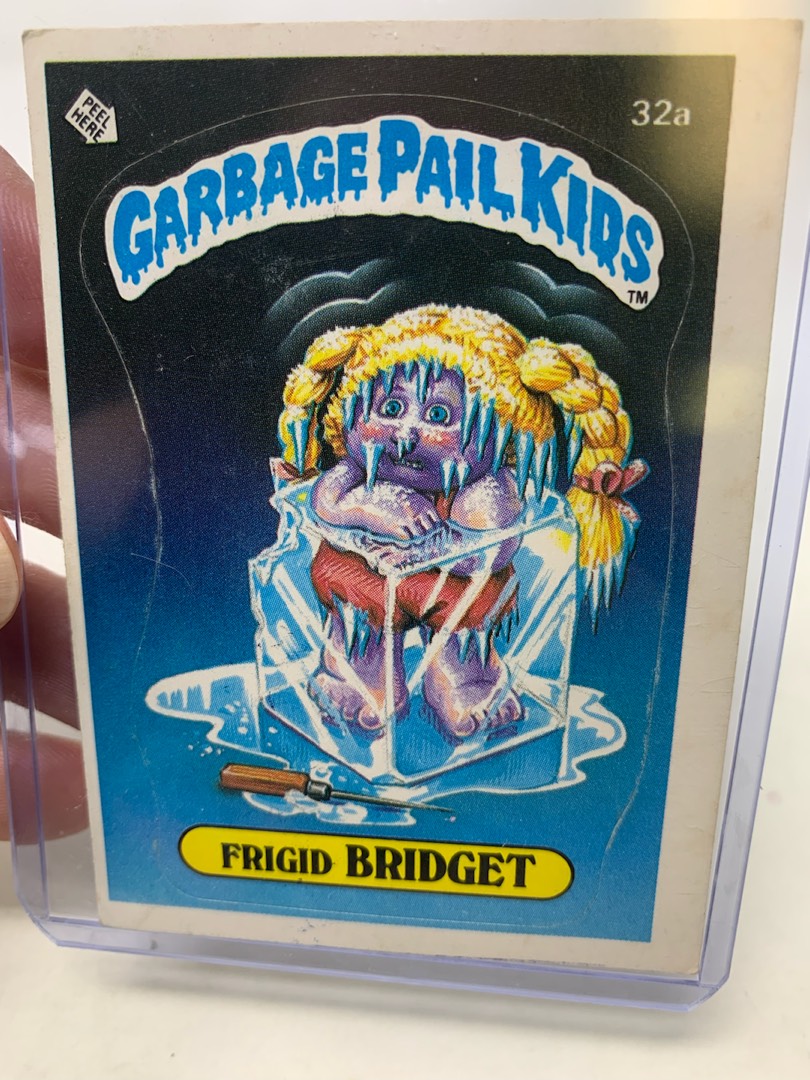 PEEL
HERE
32a
GARBAGE PAIL KIDS
TM
FRIGID BRIDGET